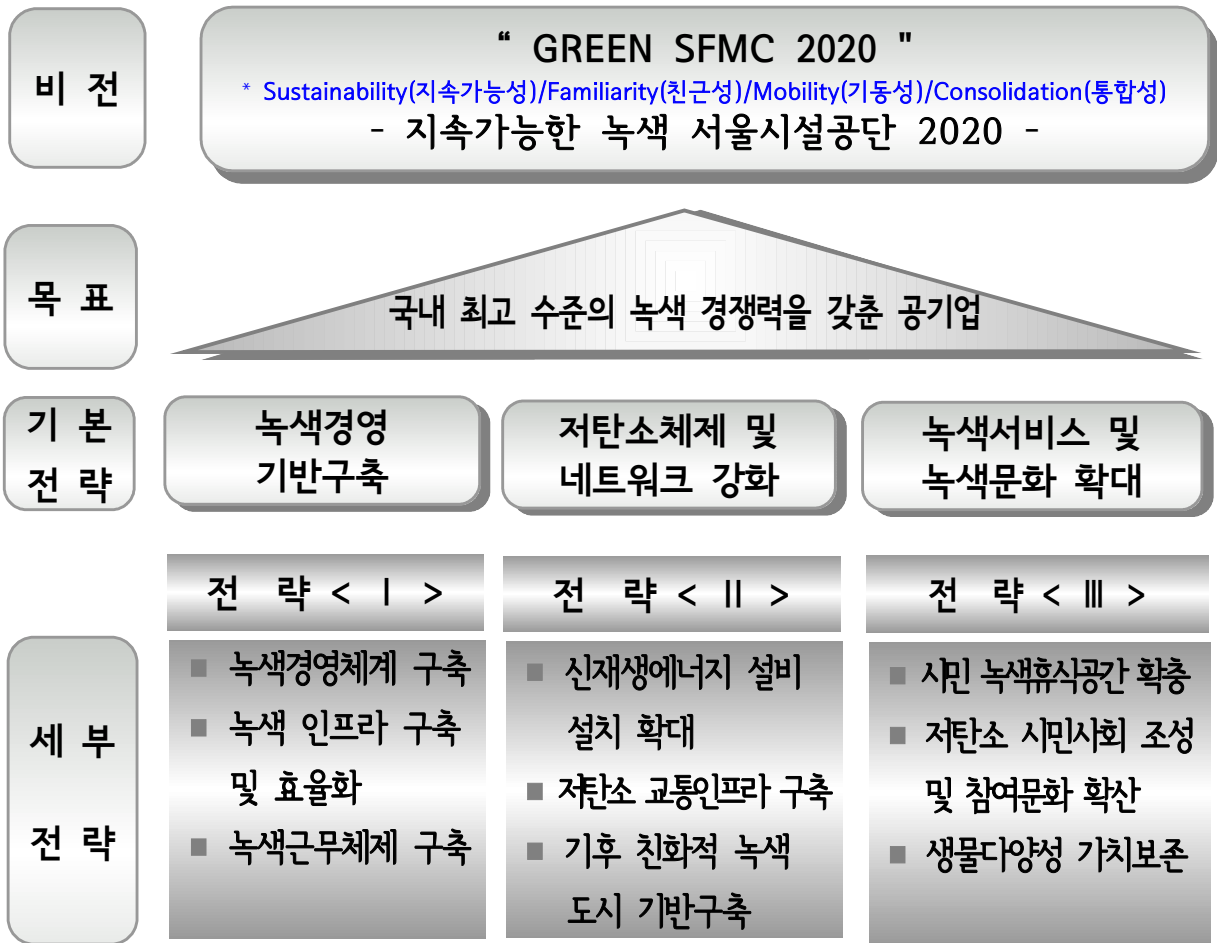 비 전
“ GREEN SFMC 2020 "
* Sustainability(지속가능성)/Familiarity(친근성)/Mobility(기동성)/Consolidation(통합성)
- 지속가능한 녹색 서울시설공단 2020 -
목 표
국내 최고 수준의 녹색 경쟁력을 갖춘 공기업
기 본
전 략
녹색경영
기반구축
저탄소체제 및
네트워크 강화
녹색서비스 및
녹색문화 확대
세 부
전 략
전 략 < Ⅰ >
■ 녹색경영체계 구축
■ 녹색 인프라 구축
및 효율화
■ 녹색근무체제 구축
전 략 < Ⅱ >
■ 신재생에너지 설비
설치 확대
■ 저탄소 교통인프라 구축
■ 기후 친화적 녹색
도시 기반구축
전 략 < Ⅲ >
■ 시민 녹색휴식공간 확충
■ 저탄소 시민사회 조성
및 참여문화 확산
■ 생물다양성 가치보존